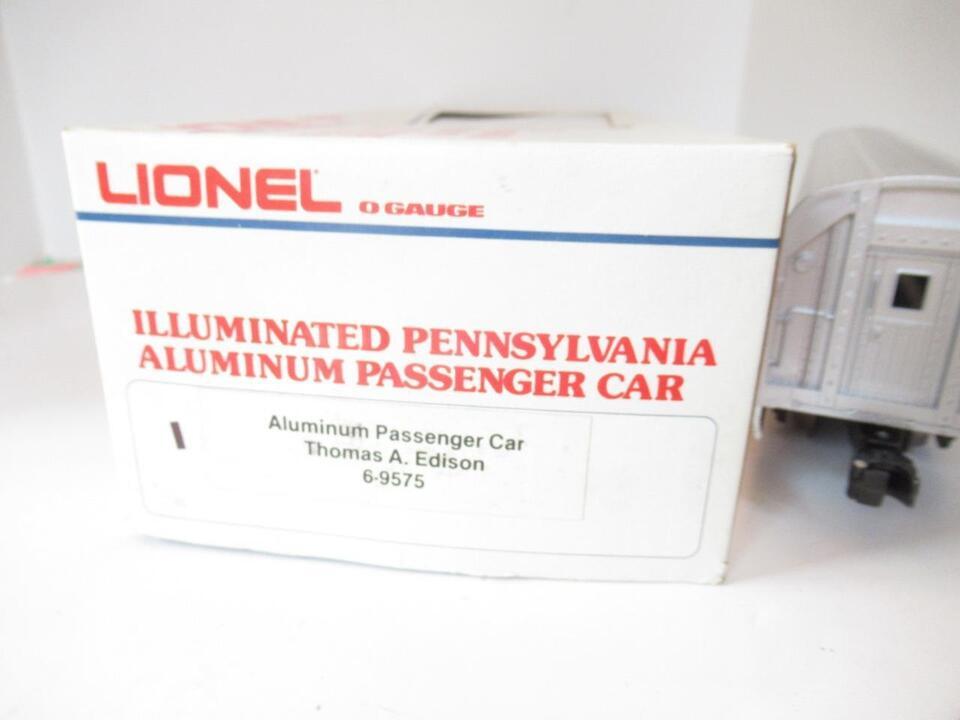 LIONEL O GAUGE
ILLUMINATED PENNSYLVANIA
ALUMINUM PASSENGER CAR
Aluminum Passenger Car
Thomas A. Edison
6-9575